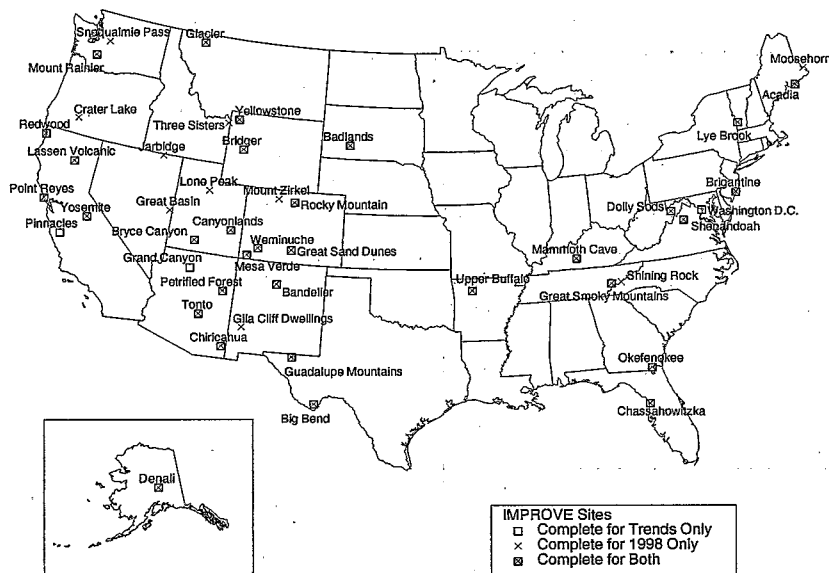 Snoqualmie Pass
Glacier
Moosehorn
Mount Rainier
Acadia
Crater Lake
Yellowstone
Three Sisters
Redwood
Badlands
Lye Brook
Bridger
Lassen Volcanic
Jarbidge
Lone Peak
Mount Zirkel
Brigantine
Point Reyes
Great Basin
Rocky Mountain
Dolly Sods
Washington D.C.
Yosemite
Pinnacles
Canyonlands
Shenandoah
Bryce Canyon
Weminuche
Great Sand Dunes
Mammoth Cave
Grand Canyon
Mesa Verde
Upper Buffalo
Shining Rock
Petrified Forest
Bandelier
Great Smoky Mountains
Tonto
Gila Cliff Dwellings
Chiricahua
Okefenokee
Guadalupe Mountains
Big Bend
Chassahowitzka
Denali
IMPROVE Sites
Complete for Trends Only
Complete for 1998 Only
Complete for Both